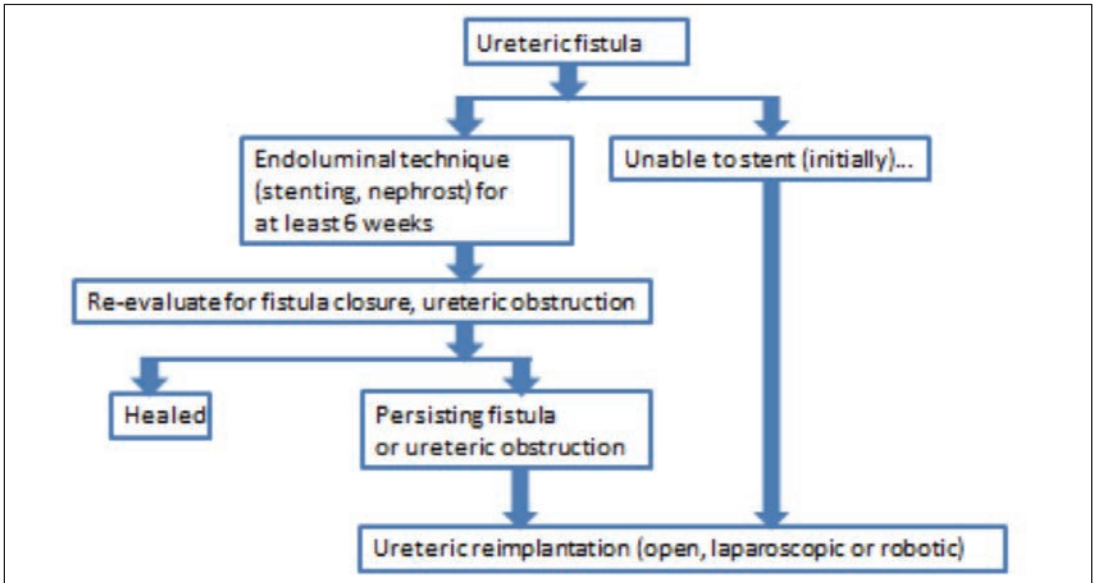 Ureteric fistula
Endoluminal technique
(stenting, nephrost) for
at least 6 weeks
Unable to stent (initially)...
Re-evaluate for fistula closure, ureteric obstruction
Healed
Persisting fistula
or ureteric obstruction
Ureteric reimplantation (open, laparoscopic or robotic)